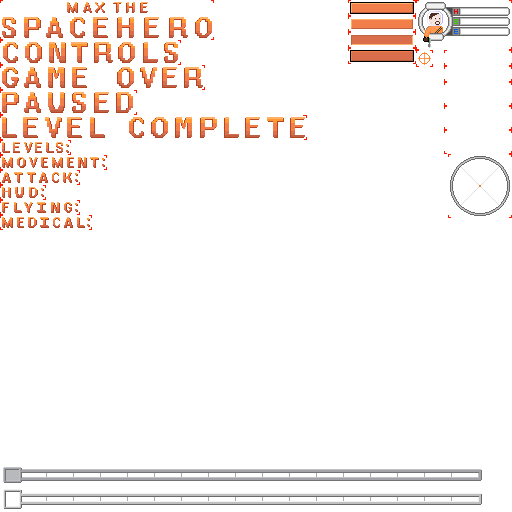 MAX THE
SPACEHERO
CONTROLS
GAME OVER
PAUSED
LEVEL COMPLETE
LEVELS:
MOVEMENT:
ATTACK:
HUD:
FLYING:
MEDICAL:
H